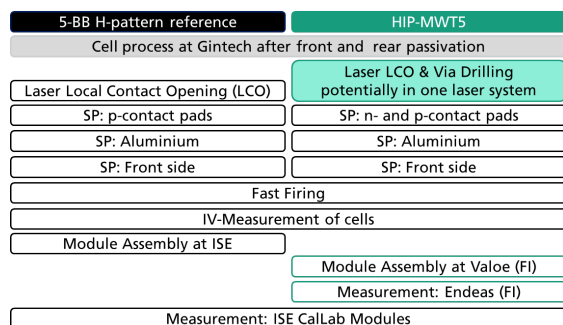 5-BB H-pattern reference
HIP-MWT5
Cell process at Gintech after front and rear passivation
Laser Local Contact Opening (LCO)
Laser LCO & Via Drilling
potentially in one laser system
SP: p-contact pads
SP: n- and p-contact pads
SP: Aluminium
SP: Aluminium
SP: Front side
SP: Front side
Fast Firing
IV-Measurement of cells
Module Assembly at ISE
Module Assembly at Valoe (FI)
Measurement: Endeas (FI)
Measurement: ISE CalLab Modules